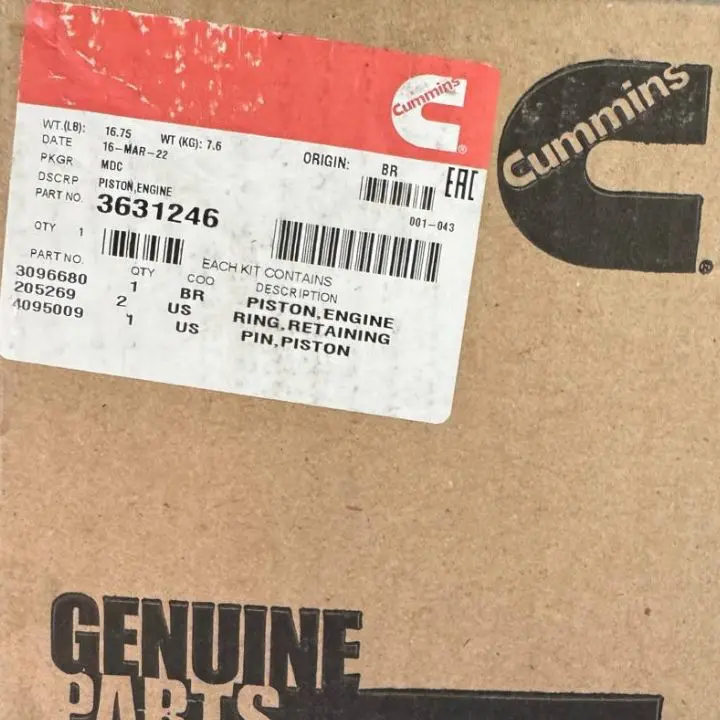 Cummins
®
Cummins
®
WT.(LB): 16.75 WT (KG): 7.6
DATE 16-MAR-22
PKGR MDC
ORIGIN: BR
EAC
DSCRP PISTON,ENGINE
PART NO. 3631246
001-043
QTY 1
EACH KIT CONTAINS
PART NO. QTY COO DESCRIPTION
3096680 1 BR PISTON,ENGINE
205269 2 US RING,RETAINING
4095009 1 US PIN,PISTON
GENUINE
PARTS